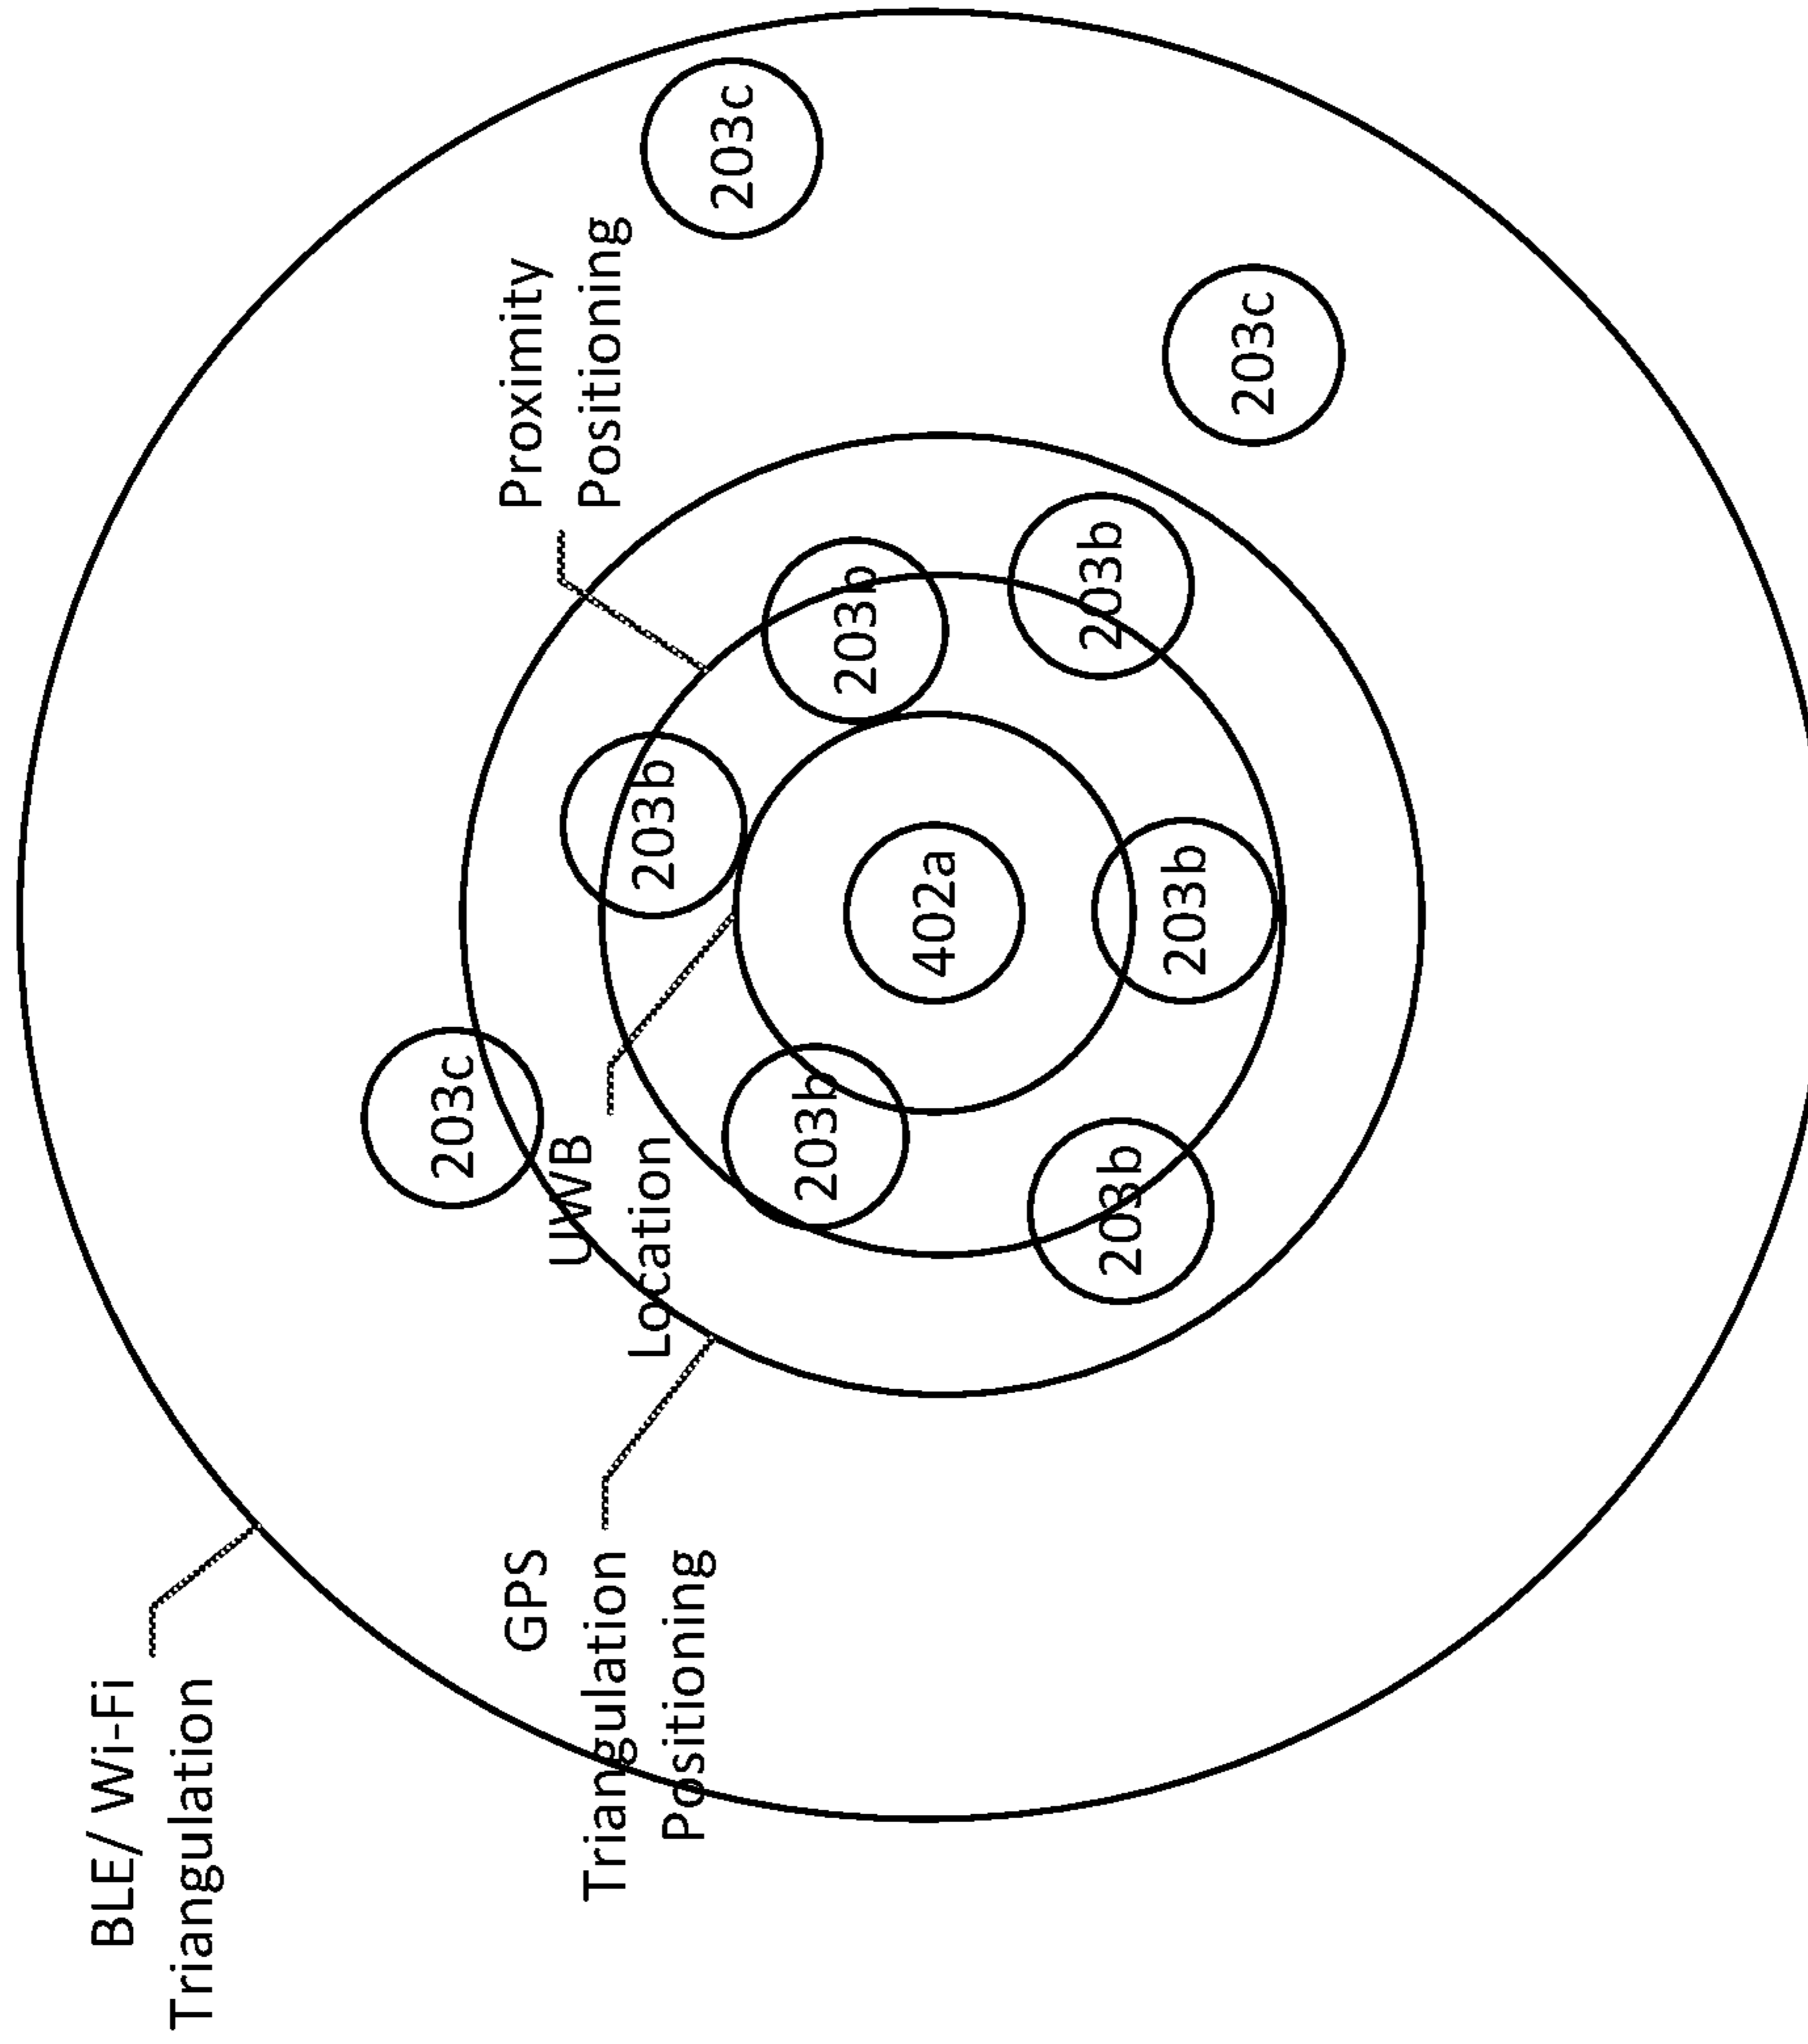 BLE/ Wi-Fi
Triangulation
203c
GPS
Triangulation
Positioning
UWB
Location
Proximity
Positioning
203b
203c
203b
203b
402a
203b
203b
203b
203c